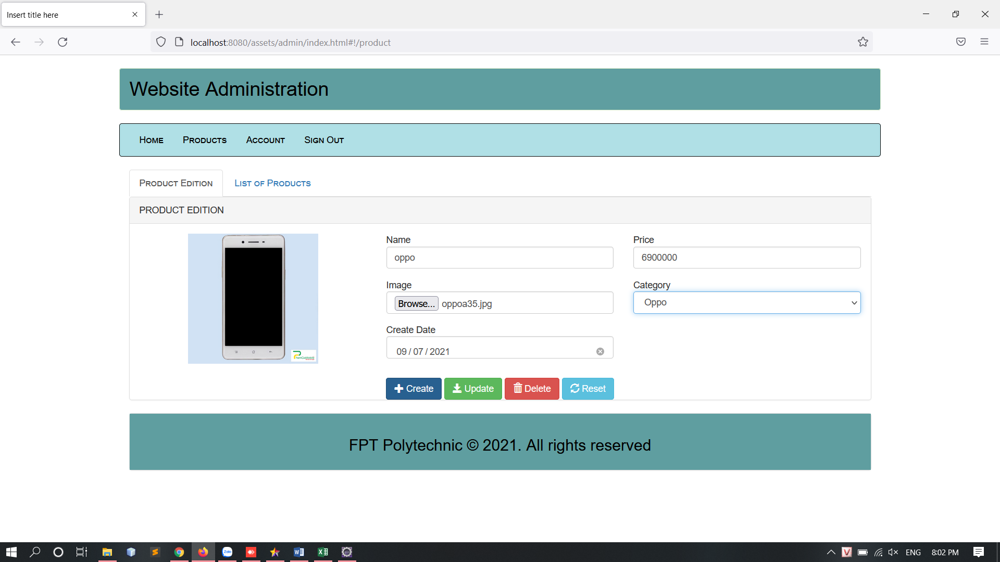 Insert title here
localhost:8080/assets/admin/index.html#!/product
Website Administration
Home Products Account Sign Out
Product Edition List of Products
PRODUCT EDITION
Name Price
oppo 6900000
Image Category
Browse... oppoa35.jpg Oppo
Create Date
09 / 07 / 2021
Create Update Delete Reset
FPT Polytechnic © 2021. All rights reserved
Zalo
ENG 8:02 PM